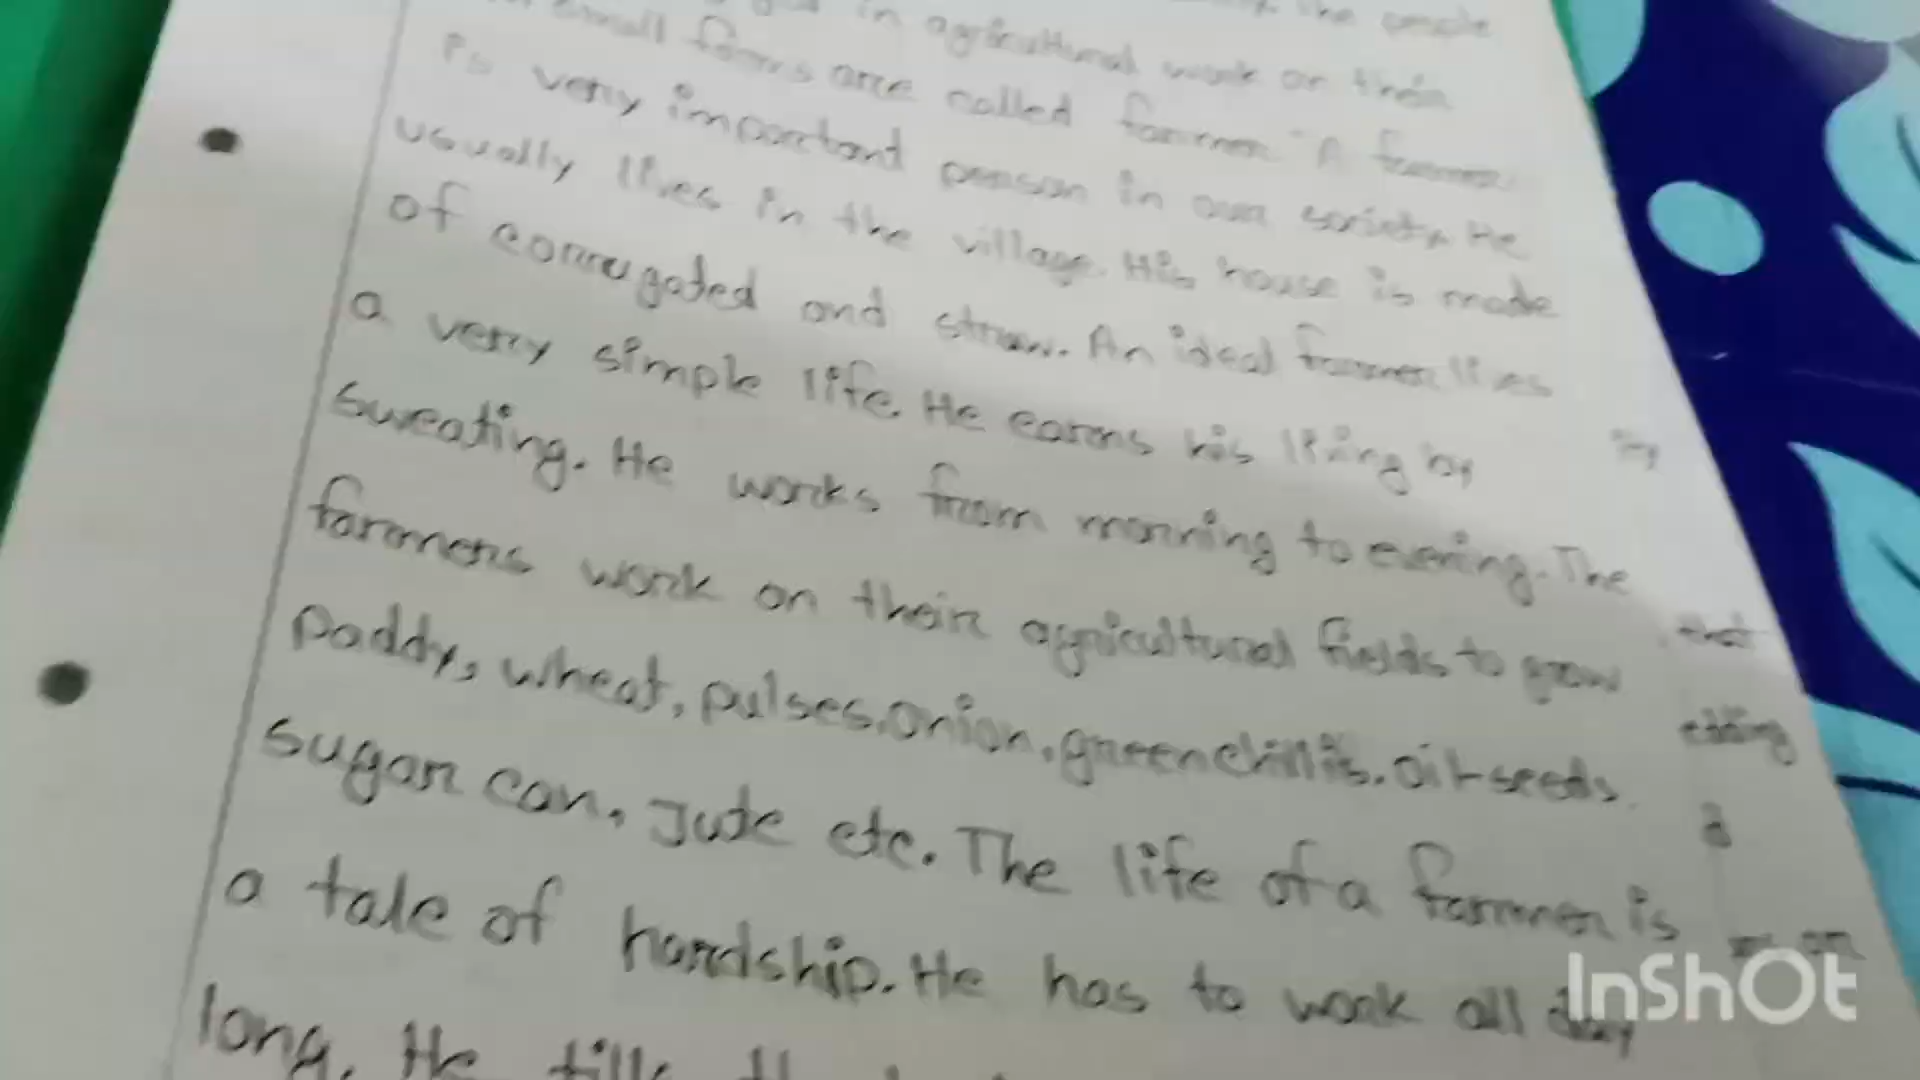 in agricultural work on their
small farms are called farmer. A farmer
is very important person in our society. He
usually lives in the village. His house is made
of corrugated and straw. An ideal farmer lives
a very simple life. He earns his living by
sweating. He works from morning to evening. The
farmers work on their agricultural fields to grow
paddy, wheat, pulses, onion, green chillis, oil-seeds,
sugar can, Jute etc. The life of a farmer is
a tale of hardship. He has to work all day
long. He tills
InShOt